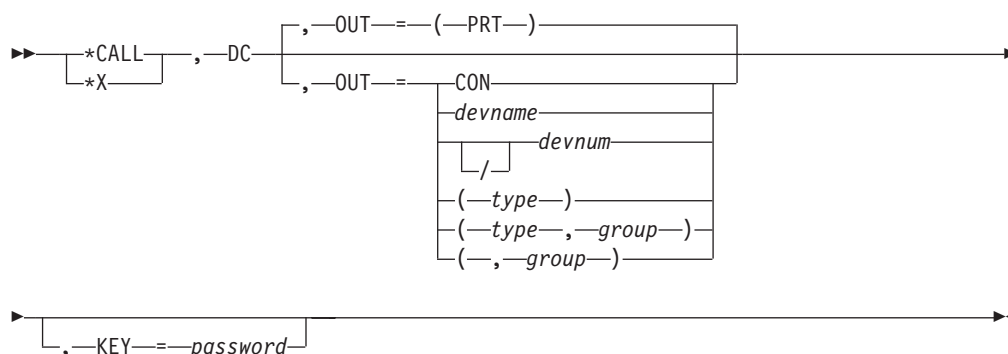 , OUT = ( PRT )
*CALL , DC
*X , OUT = CON
devname
/ devnum
( type )
( type , group )
( , group )
, KEY = password